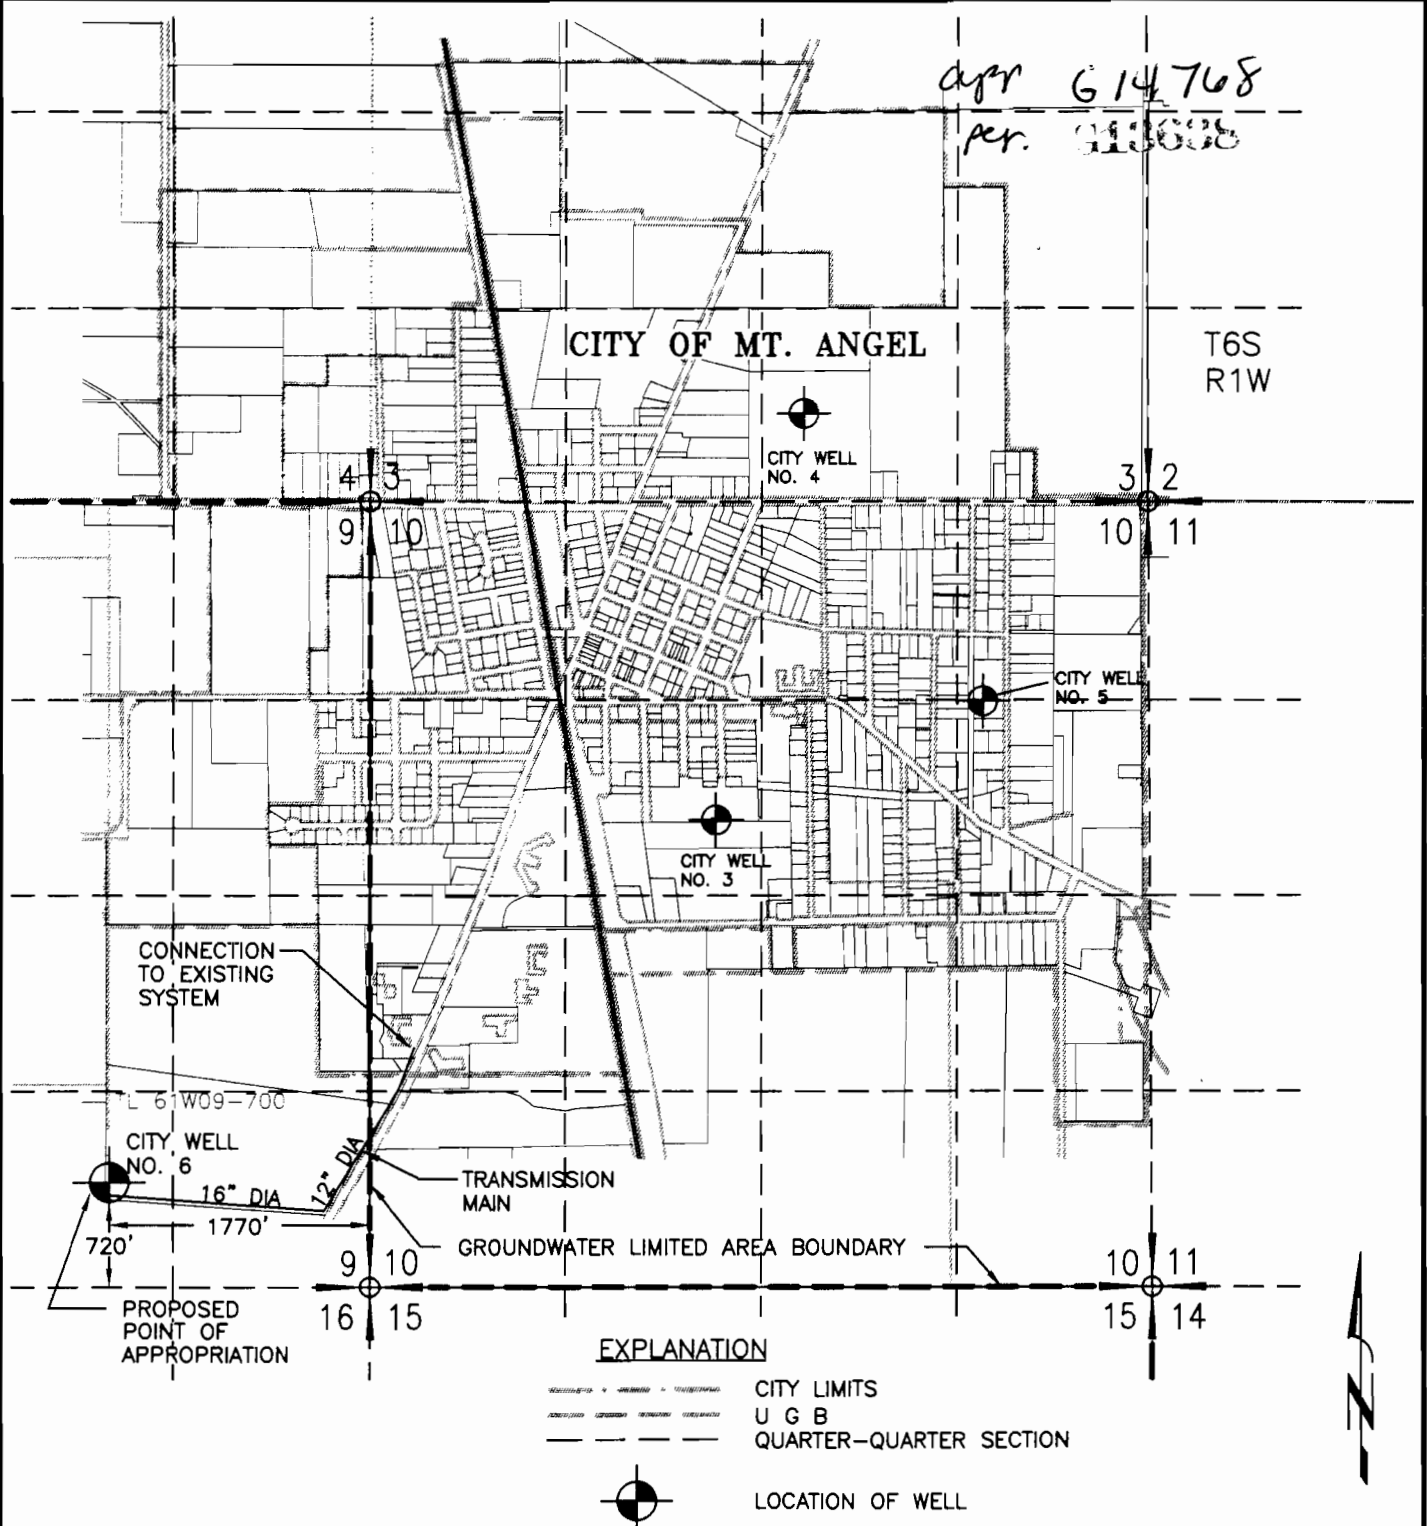 appr G 14768
per.
CITY OF MT. ANGEL
T6S
R1W
CITY WELL
NO. 4
4 3
3 2
9 10
10 11
CITY WELL
NO. 5
CITY WELL
NO. 3
CONNECTION
TO EXISTING
SYSTEM
TL 61W09-700
CITY WELL
NO. 6
16" DIA
12" DIA
TRANSMISSION
MAIN
1770'
720'
GROUNDWATER LIMITED AREA BOUNDARY
9 10
10 11
16 15
15 14
PROPOSED
POINT OF
APPROPRIATION
EXPLANATION
CITY LIMITS
U G B
QUARTER-QUARTER SECTION
LOCATION OF WELL
N